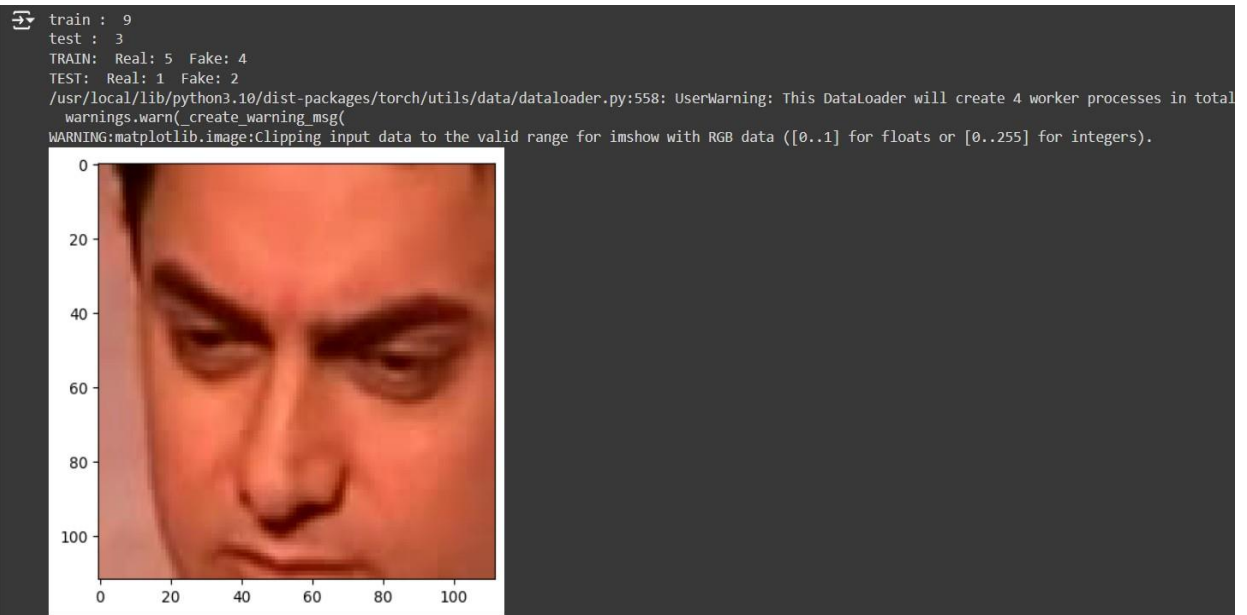 train :  9
test :  3
TRAIN:  Real: 5  Fake: 4
TEST:  Real: 1  Fake: 2
/usr/local/lib/python3.10/dist-packages/torch/utils/data/dataloader.py:558: UserWarning: This DataLoader will create 4 worker processes in total
  warnings.warn(_create_warning_msg(
WARNING:matplotlib.image:Clipping input data to the valid range for imshow with RGB data ([0..1] for floats or [0..255] for integers).
0
20
40
60
80
100
0 20 40 60 80 100